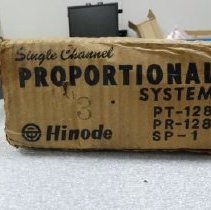 Single Channel
PROPORTIONAL
SYSTEM
3
PT-128
PR-128
Hinode
SP-1